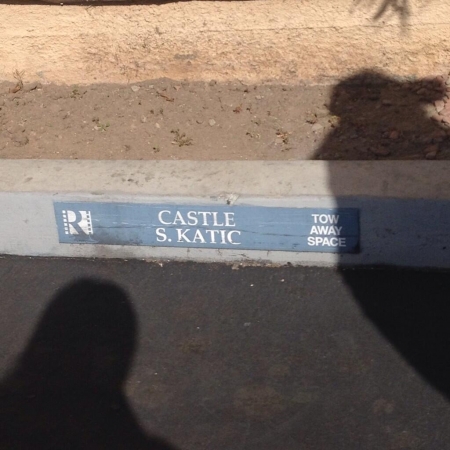 R
CASTLE
S. KATIC
TOW
AWAY
SPACE